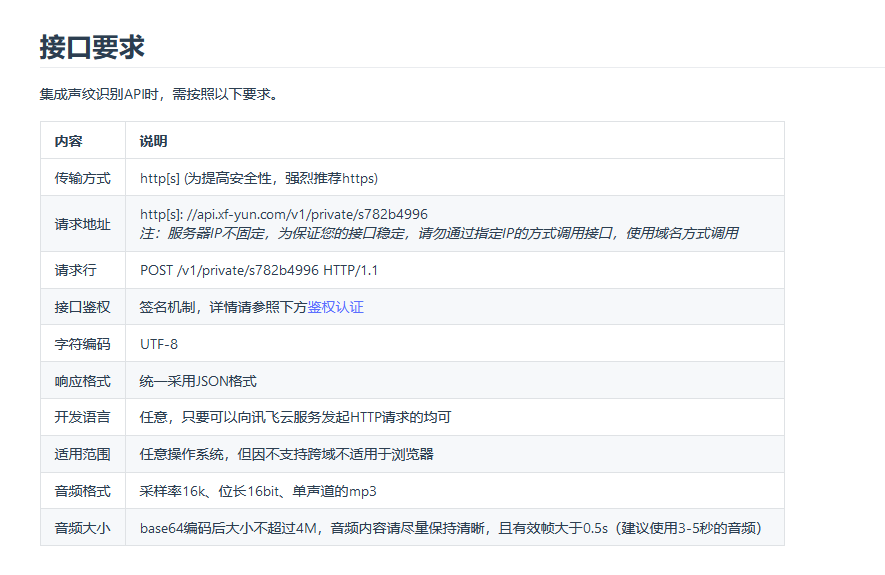 接口要求
集成声纹识别API时，需按照以下要求。
内容 说明
传输方式 http[s] (为提高安全性，强烈推荐https)
请求地址 http[s]: //api.xf-yun.com/v1/private/s782b4996
注：服务器IP不固定，为保证您的接口稳定，请勿通过指定IP的方式调用接口，使用域名方式调用
请求行 POST /v1/private/s782b4996 HTTP/1.1
接口鉴权 签名机制，详情请参照下方鉴权认证
字符编码 UTF-8
响应格式 统一采用JSON格式
开发语言 任意，只要可以向讯飞云服务发起HTTP请求的均可
适用范围 任意操作系统，但因不支持跨域不适用于浏览器
音频格式 采样率16k、位长16bit、单声道的mp3
音频大小 base64编码后大小不超过4M，音频内容请尽量保持清晰，且有效帧大于0.5s（建议使用3-5秒的音频）